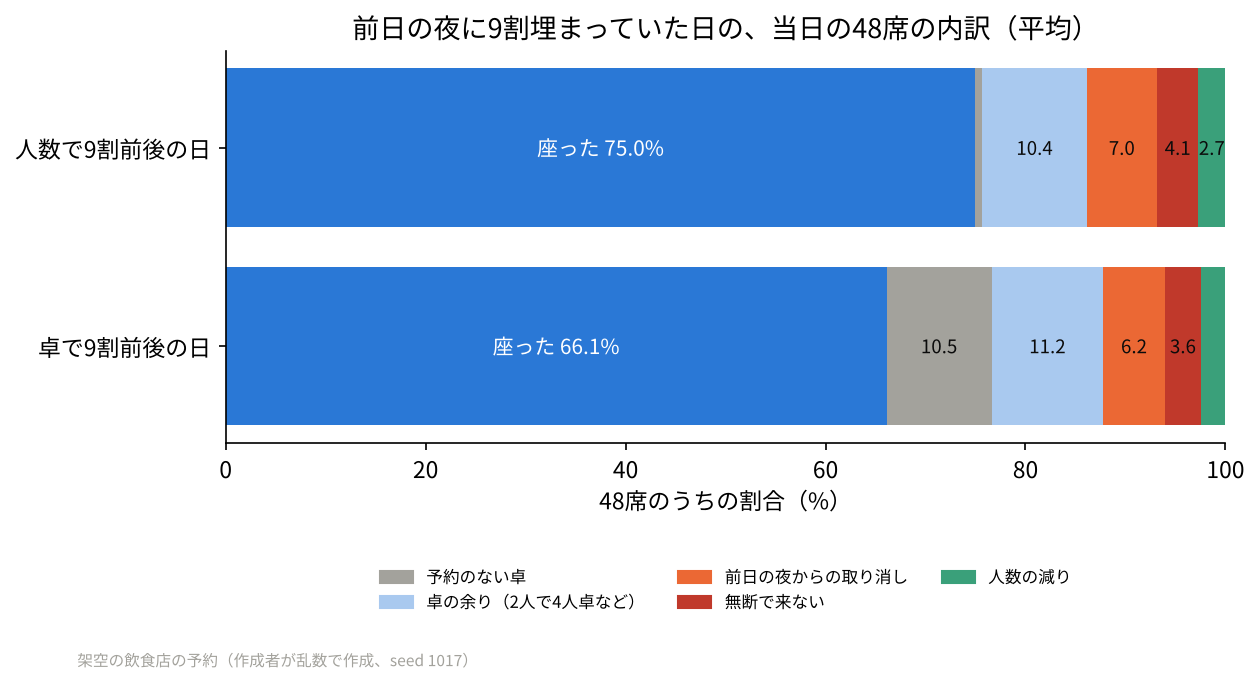 前日の夜に9割埋まっていた日の、当日の48席の内訳（平均）
人数で9割前後の日
座った 75.0%
10.4
7.0
4.1
2.7
卓で9割前後の日
座った 66.1%
10.5
11.2
6.2
3.6
0 20 40 60 80 100
48席のうちの割合（%）
予約のない卓
前日の夜からの取り消し
人数の減り
卓の余り（2人で4人卓など）
無断で来ない
架空の飲食店の予約（作成者が乱数で作成、seed 1017）